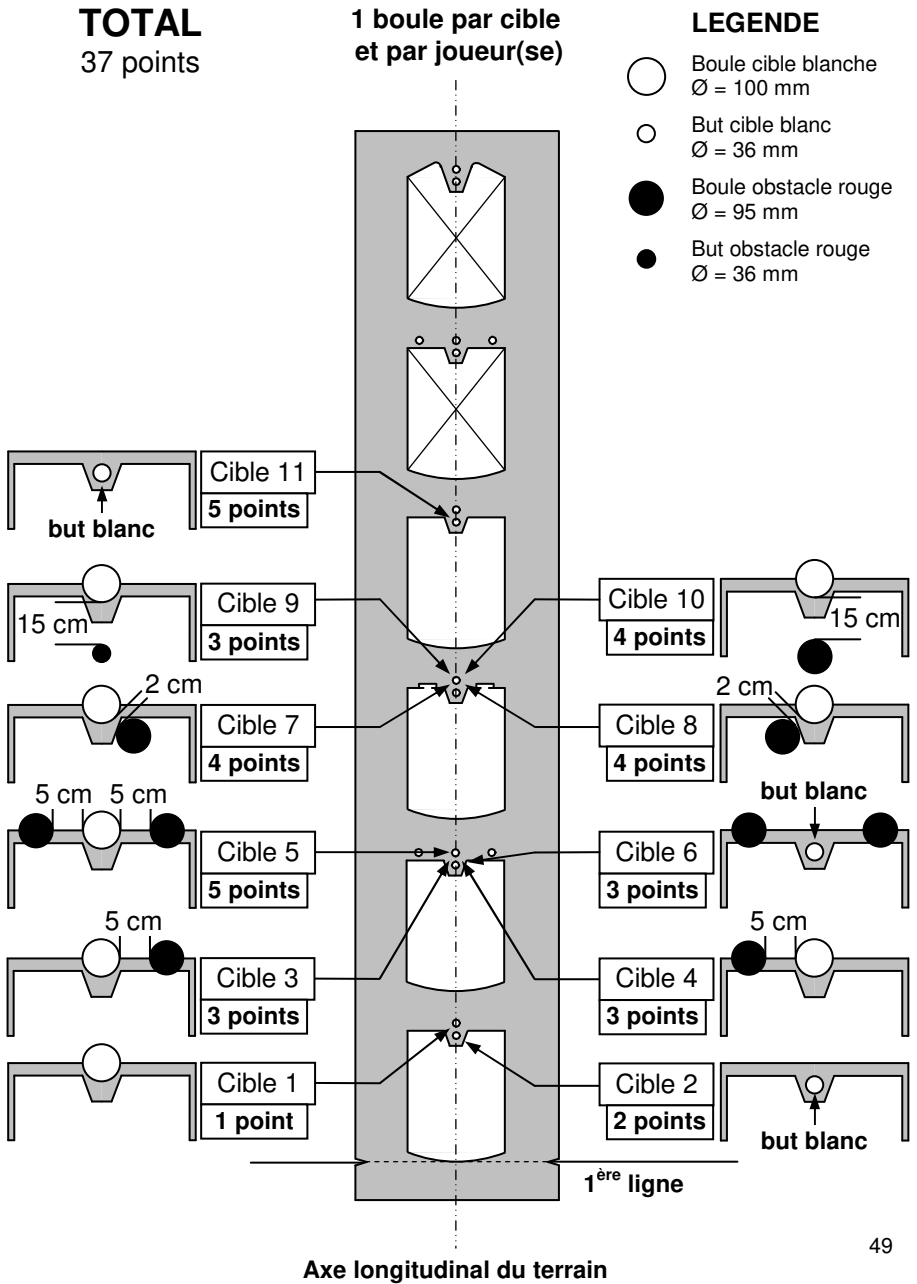 TOTAL
37 points
1 boule par cible
et par joueur(se)
LEGENDE
Boule cible blanche
Ø = 100 mm
But cible blanc
Ø = 36 mm
Boule obstacle rouge
Ø = 95 mm
But obstacle rouge
Ø = 36 mm
Cible 11
5 points
but blanc
Cible 9
3 points
15 cm
Cible 10
4 points
15 cm
2 cm
Cible 7
4 points
2 cm
Cible 8
4 points
5 cm 5 cm
Cible 5
5 points
but blanc
Cible 6
3 points
5 cm
Cible 3
3 points
5 cm
Cible 4
3 points
Cible 1
1 point
Cible 2
2 points
but blanc
1ère ligne
49
Axe longitudinal du terrain